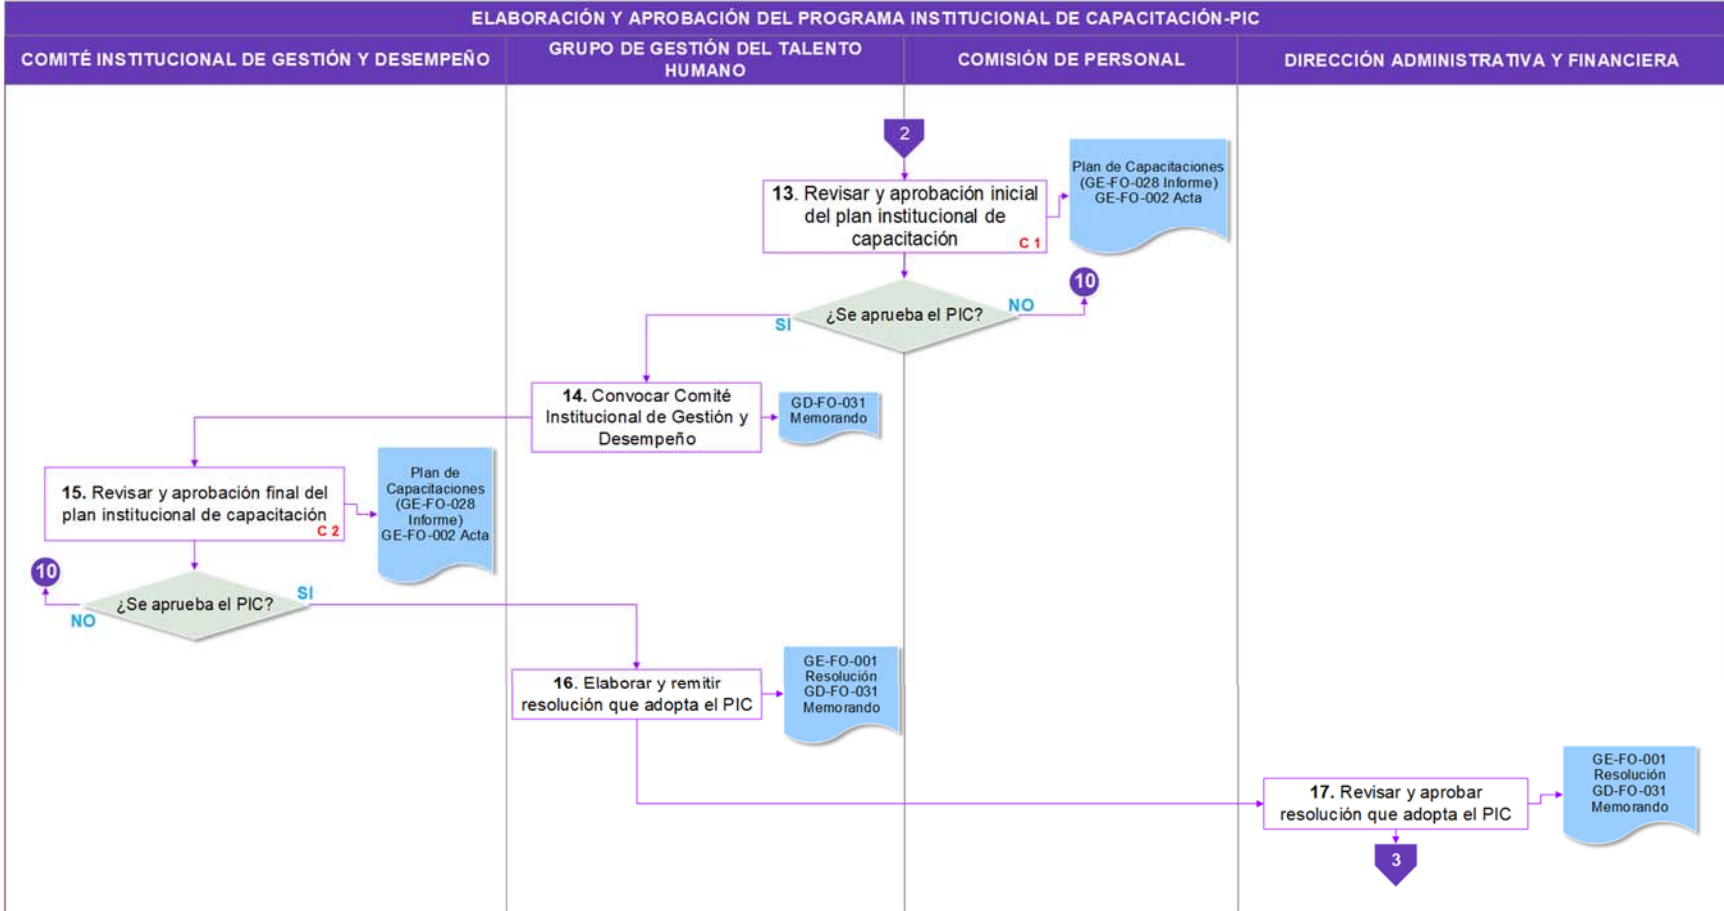 ELABORACIÓN Y APROBACIÓN DEL PROGRAMA INSTITUCIONAL DE CAPACITACIÓN-PIC
COMITÉ INSTITUCIONAL DE GESTIÓN Y DESEMPEÑO
GRUPO DE GESTIÓN DEL TALENTO
HUMANO
COMISIÓN DE PERSONAL
DIRECCIÓN ADMINISTRATIVA Y FINANCIERA
2
13. Revisar y aprobación inicial
del plan institucional de
capacitación
C 1
Plan de Capacitaciones
(GE-FO-028 Informe)
GE-FO-002 Acta
¿Se aprueba el PIC?
SI
NO
10
14. Convocar Comité
Institucional de Gestión y
Desempeño
GD-FO-031
Memorando
15. Revisar y aprobación final del
plan institucional de capacitación
C 2
Plan de
Capacitaciones
(GE-FO-028
Informe)
GE-FO-002 Acta
10
¿Se aprueba el PIC?
NO
SI
16. Elaborar y remitir
resolución que adopta el PIC
GE-FO-001
Resolución
GD-FO-031
Memorando
17. Revisar y aprobar
resolución que adopta el PIC
GE-FO-001
Resolución
GD-FO-031
Memorando
3